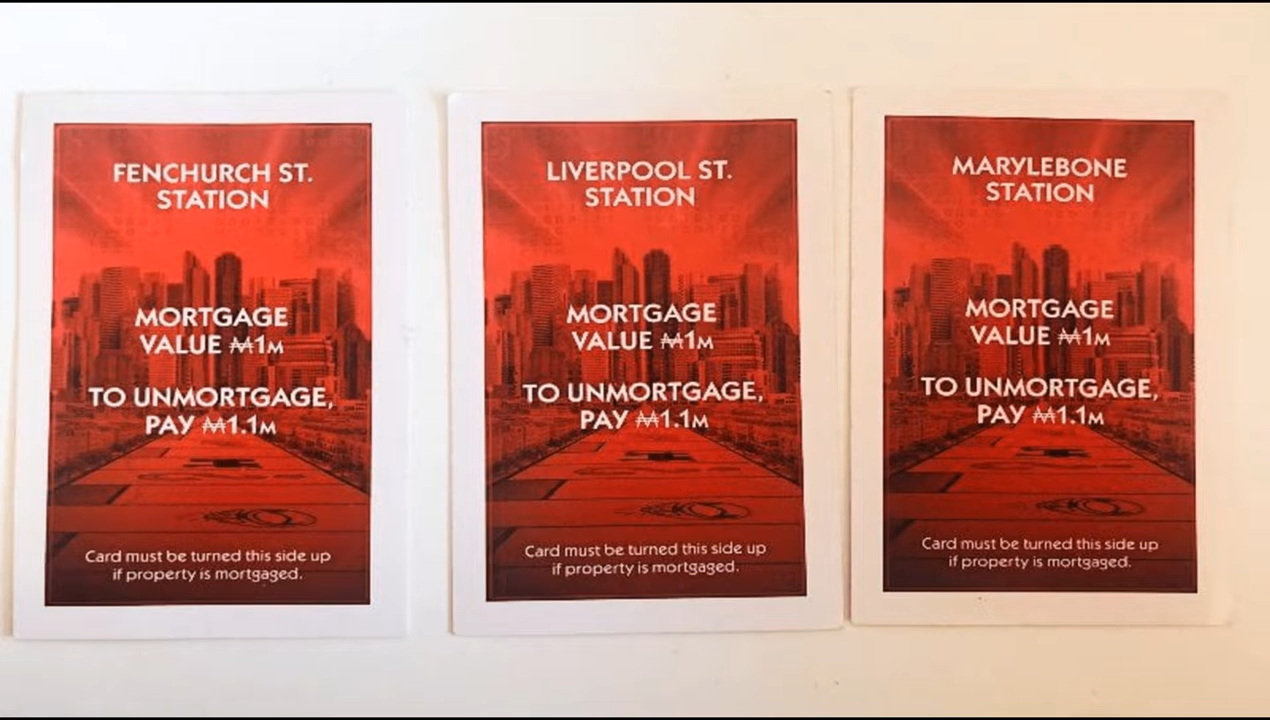 FENCHURCH ST.
STATION
MORTGAGE
VALUE ₩1M
TO UNMORTGAGE,
PAY ₩1.1M
Card must be turned this side up
if property is mortgaged.
LIVERPOOL ST.
STATION
MORTGAGE
VALUE ₩1M
TO UNMORTGAGE,
PAY ₩1.1M
Card must be turned this side up
if property is mortgaged.
MARYLEBONE
STATION
MORTGAGE
VALUE ₩1M
TO UNMORTGAGE,
PAY ₩1.1M
Card must be turned this side up
if property is mortgaged.